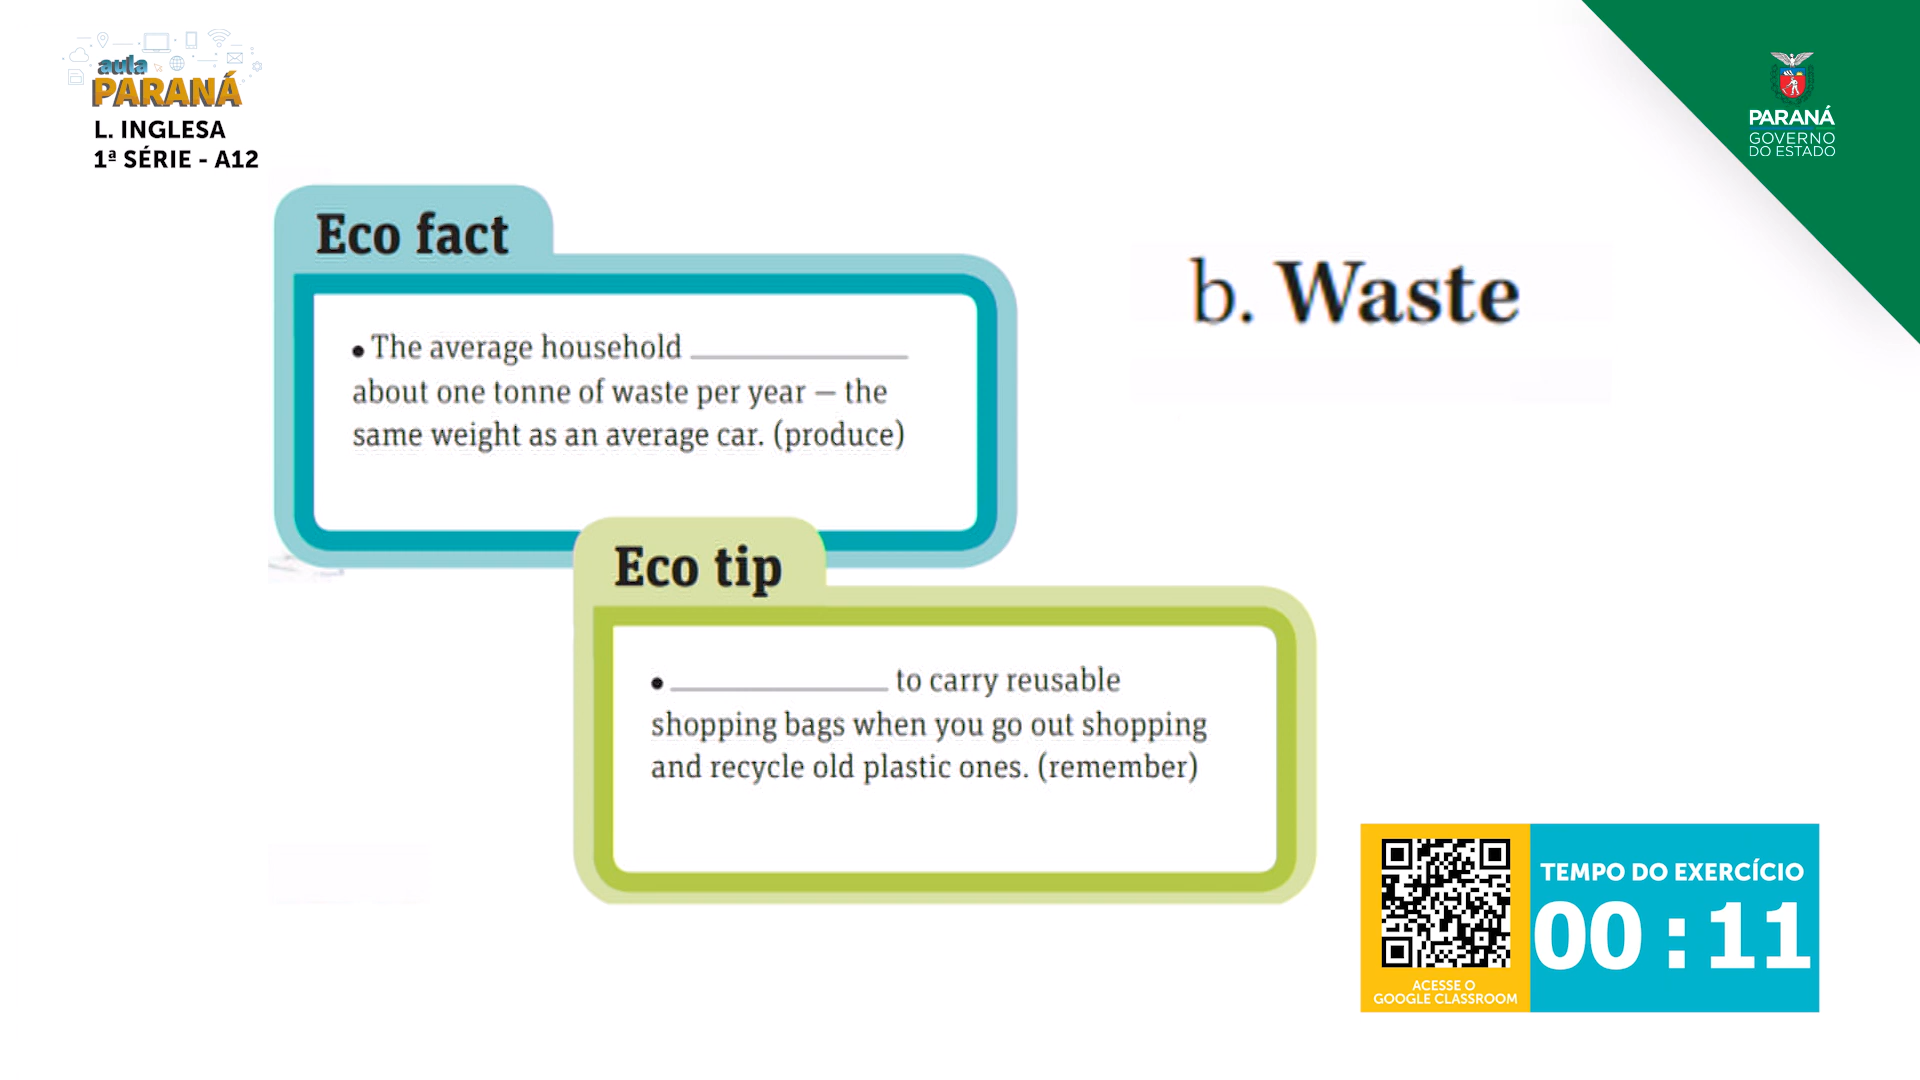 aula
PARANÁ
L. INGLESA
1ª SÉRIE - A12
PARANÁ
GOVERNO
DO ESTADO
Eco fact
• The average household ____________
about one tonne of waste per year — the
same weight as an average car. (produce)
b. Waste
Eco tip
• ____________ to carry reusable
shopping bags when you go out shopping
and recycle old plastic ones. (remember)
TEMPO DO EXERCÍCIO
00 : 11
ACESSE O
GOOGLE CLASSROOM